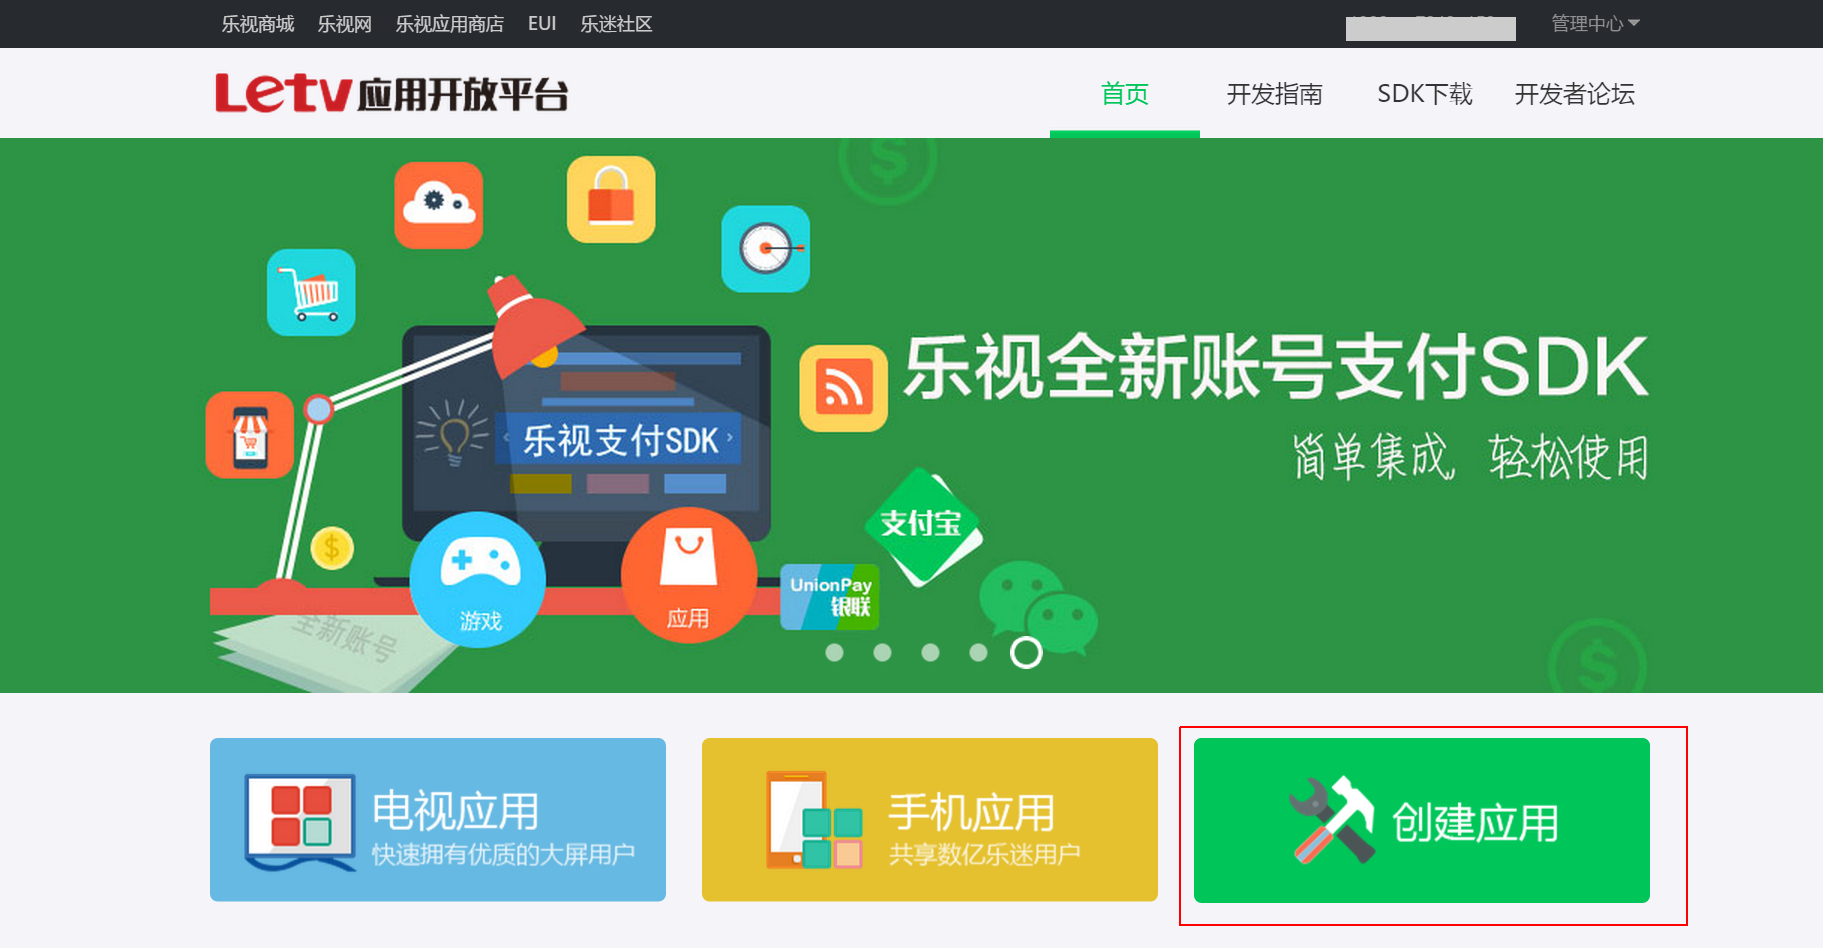 乐视商城 乐视网 乐视应用商店 EUI 乐迷社区 管理中心
Letv应用开放平台
首页 开发指南 SDK下载 开发者论坛
乐视全新账号支付SDK
简单集成，轻松使用
乐视支付SDK
支付宝
UnionPay
银联
游戏
应用
全新账号
电视应用
快速拥有优质的大屏用户
手机应用
共享数亿乐迷用户
创建应用